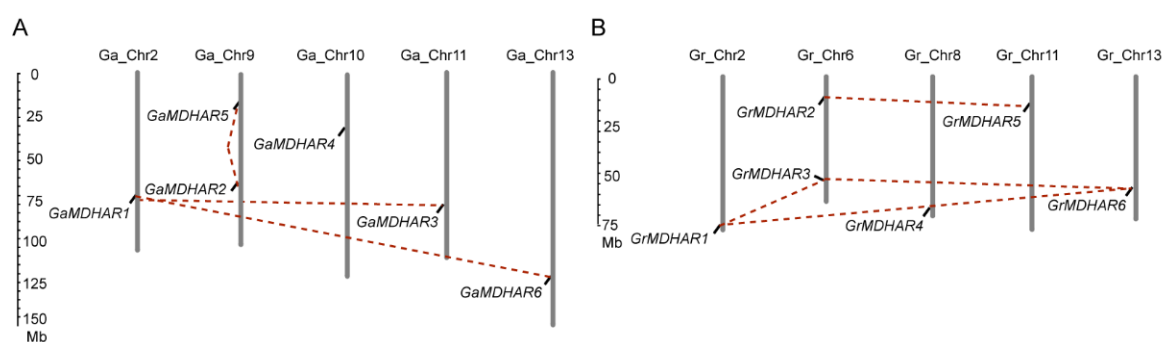 A
Ga_Chr2 Ga_Chr9 Ga_Chr10 Ga_Chr11 Ga_Chr13
0
25
50
75
100
125
150
Mb
GaMDHAR5
GaMDHAR4
GaMDHAR2
GaMDHAR1
GaMDHAR3
GaMDHAR6
B
Gr_Chr2 Gr_Chr6 Gr_Chr8 Gr_Chr11 Gr_Chr13
0
25
50
75
Mb
GrMDHAR2
GrMDHAR5
GrMDHAR3
GrMDHAR6
GrMDHAR1
GrMDHAR4